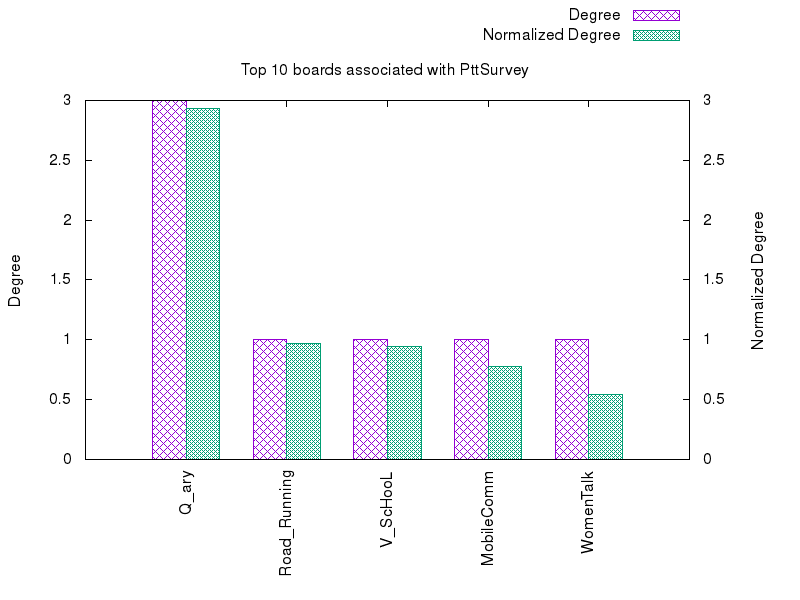 Degree
Normalized Degree
Top 10 boards associated with PttSurvey
3
2.5
2
1.5
1
0.5
0
3
2.5
2
1.5
1
0.5
0
Degree
Normalized Degree
Q_ary
Road_Running
V_ScHooL
MobileComm
WomenTalk